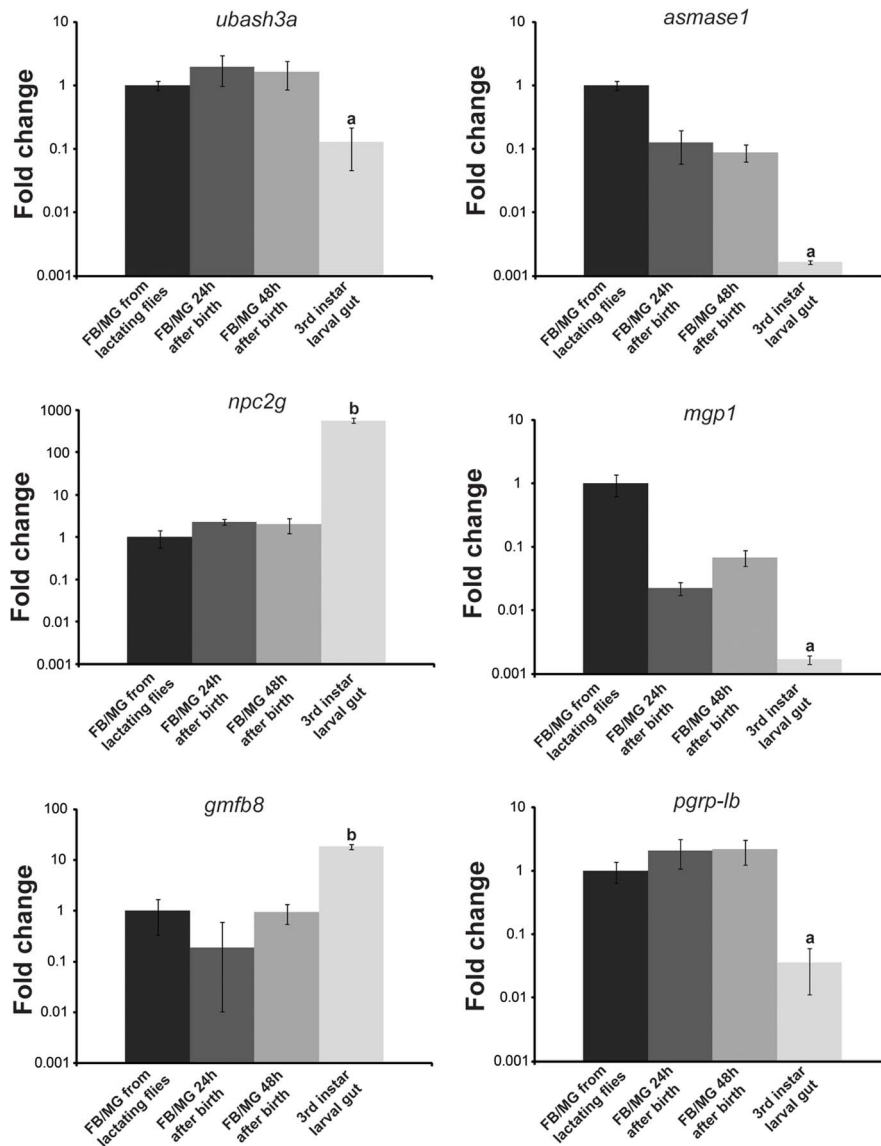 ubash3a
Fold change
10
1
0.1
0.01
0.001
a
FB/MG from
lactating flies
FB/MG 24h
after birth
FB/MG 48h
after birth
3rd instar
larval gut
asmase1
Fold change
10
1
0.1
0.01
0.001
a
FB/MG from
lactating flies
FB/MG 24h
after birth
FB/MG 48h
after birth
3rd instar
larval gut
npc2g
Fold change
1000
100
10
1
0.1
0.01
0.001
b
FB/MG from
lactating flies
FB/MG 24h
after birth
FB/MG 48h
after birth
3rd instar
larval gut
mgp1
Fold change
10
1
0.1
0.01
0.001
a
FB/MG from
lactating flies
FB/MG 24h
after birth
FB/MG 48h
after birth
3rd instar
larval gut
gmfb8
Fold change
100
10
1
0.1
0.01
0.001
b
FB/MG from
lactating flies
FB/MG 24h
after birth
FB/MG 48h
after birth
3rd instar
larval gut
pgrp-lb
Fold change
10
1
0.1
0.01
0.001
a
FB/MG from
lactating flies
FB/MG 24h
after birth
FB/MG 48h
after birth
3rd instar
larval gut